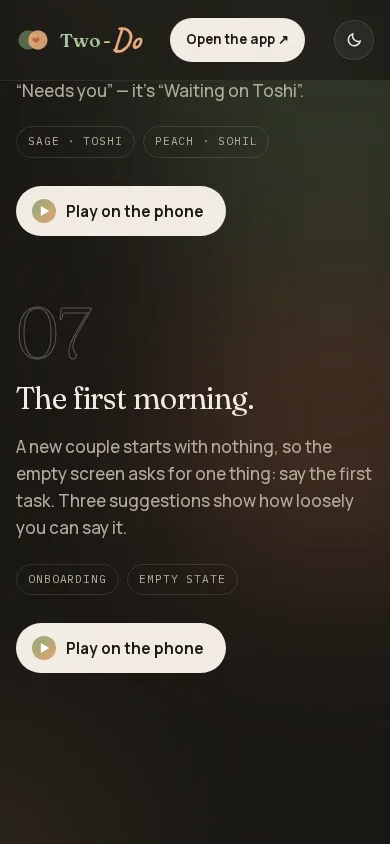 Two-Do
Open the app ↗
“Needs you” — it’s “Waiting on Toshi”.
SAGE · TOSHI
PEACH · SOHIL
Play on the phone
07
The first morning.
A new couple starts with nothing, so the
empty screen asks for one thing: say the first
task. Three suggestions show how loosely
you can say it.
ONBOARDING
EMPTY STATE
Play on the phone